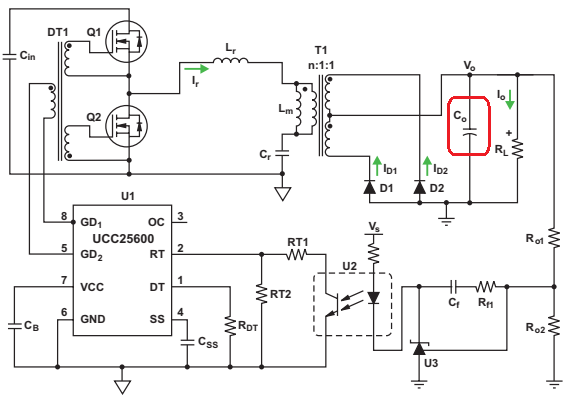 DT1
Q1
Cin
Lr
Ir
T1
n:1:1
Vo
Io
Co
Lm
Q2
Cr
+
RL
ID1
ID2
D1
D2
U1
8
GD1
OC
3
UCC25600
Vs
Ro1
5
GD2
RT
2
RT1
U2
7
VCC
DT
1
RT2
Cf
Rf1
CB
6
GND
SS
4
CSS
RDT
Ro2
U3